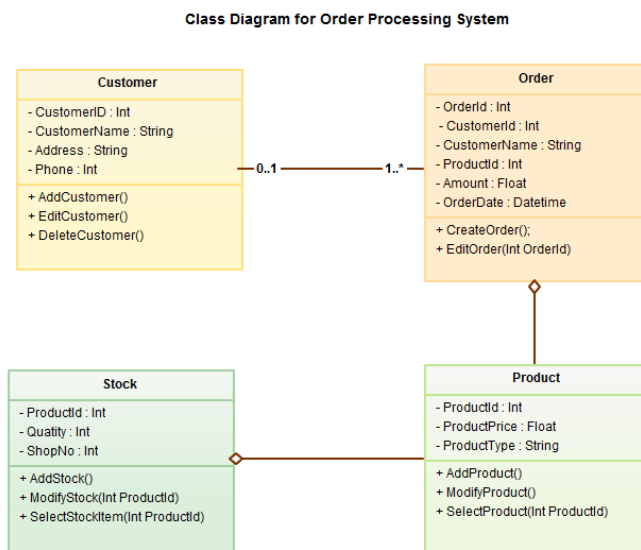 Class Diagram for Order Processing System
Customer
- CustomerID : Int
- CustomerName : String
- Address : String
- Phone : Int
+ AddCustomer()
+ EditCustomer()
+ DeleteCustomer()
0..1
1..*
Order
- OrderId : Int
- CustomerId : Int
- CustomerName : String
- ProductId : Int
- Amount : Float
- OrderDate : Datetime
+ CreateOrder();
+ EditOrder(Int OrderId)
Stock
- ProductId : Int
- Quatity : Int
- ShopNo : Int
+ AddStock()
+ ModifyStock(Int ProductId)
+ SelectStockItem(Int ProductId)
Product
- ProductId : Int
- ProductPrice : Float
- ProductType : String
+ AddProduct()
+ ModifyProduct()
+ SelectProduct(Int ProductId)